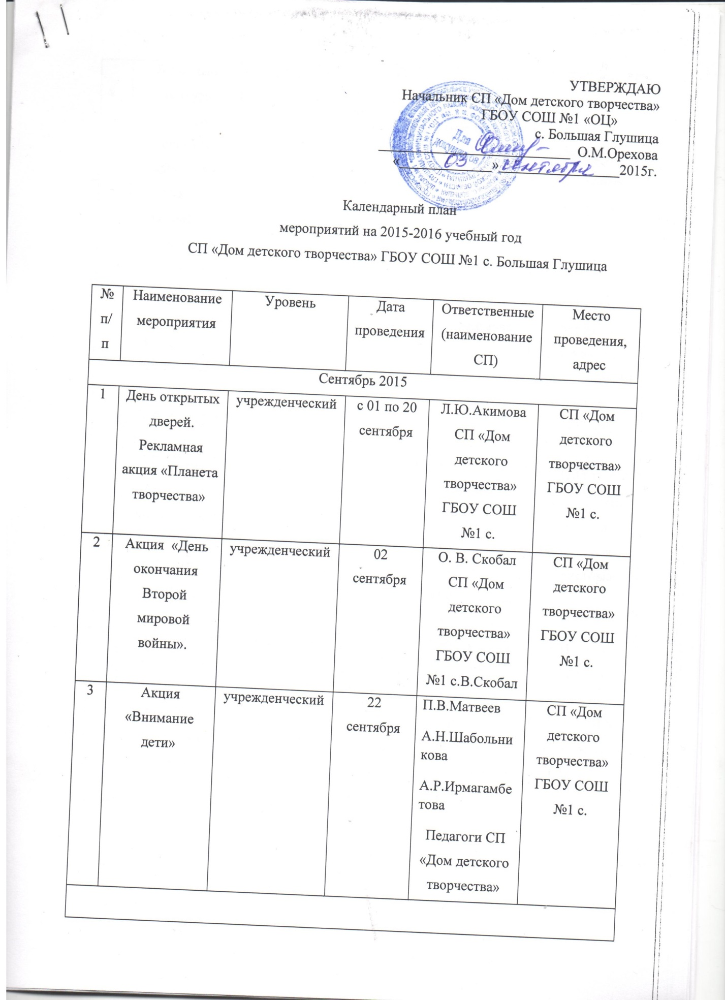 УТВЕРЖДАЮ
Начальник СП «Дом детского творчества»
ГБОУ СОШ №1 «ОЦ»
с. Большая Глушица
О.М.Орехова
« 03 » сентября 2015г.
Для
документов
Календарный план
мероприятий на 2015-2016 учебный год
СП «Дом детского творчества» ГБОУ СОШ №1 с. Большая Глушица
№
п/
п
Наименование
мероприятия
Уровень
Дата
проведения
Ответственные
(наименование
СП)
Место
проведения,
адрес
Сентябрь 2015
1
День открытых
дверей.
Рекламная
акция «Планета
творчества»
учрежденческий
с 01 по 20
сентября
Л.Ю.Акимова
СП «Дом
детского
творчества»
ГБОУ СОШ
№1 с.
СП «Дом
детского
творчества»
ГБОУ СОШ
№1 с.
2
Акция «День
окончания
Второй
мировой
войны».
учрежденческий
02
сентября
О. В. Скобал
СП «Дом
детского
творчества»
ГБОУ СОШ
№1 с.В.Скобал
СП «Дом
детского
творчества»
ГБОУ СОШ
№1 с.
3
Акция
«Внимание
дети»
учрежденческий
22
сентября
П.В.Матвеев
А.Н.Шабольни
кова
А.Р.Ирмагамбе
това
Педагоги СП
«Дом детского
творчества»
СП «Дом
детского
творчества»
ГБОУ СОШ
№1 с.